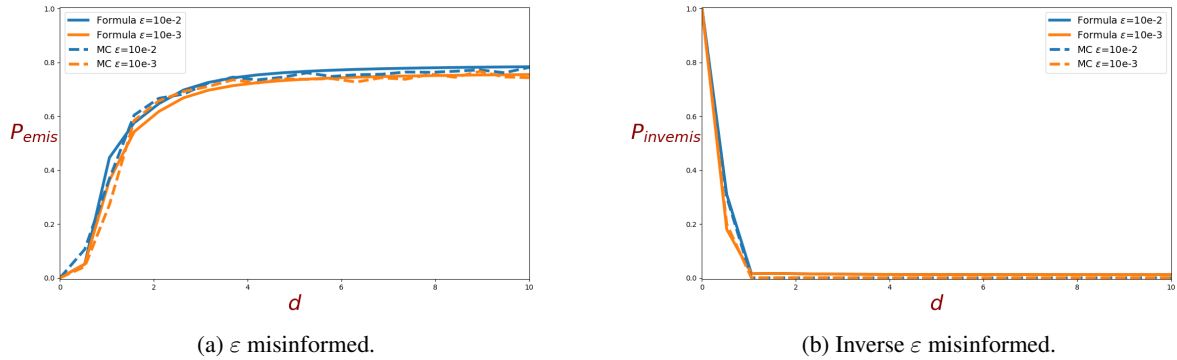 Formula ε=10e-2
Formula ε=10e-3
MC ε=10e-2
MC ε=10e-3
1.0
0.8
0.6
0.4
0.2
0.0
P_emis
0 2 4 6 8 10
d
(a) ε misinformed.
Formula ε=10e-2
Formula ε=10e-3
MC ε=10e-2
MC ε=10e-3
1.0
0.8
0.6
0.4
0.2
0.0
P_invemis
0 2 4 6 8 10
d
(b) Inverse ε misinformed.